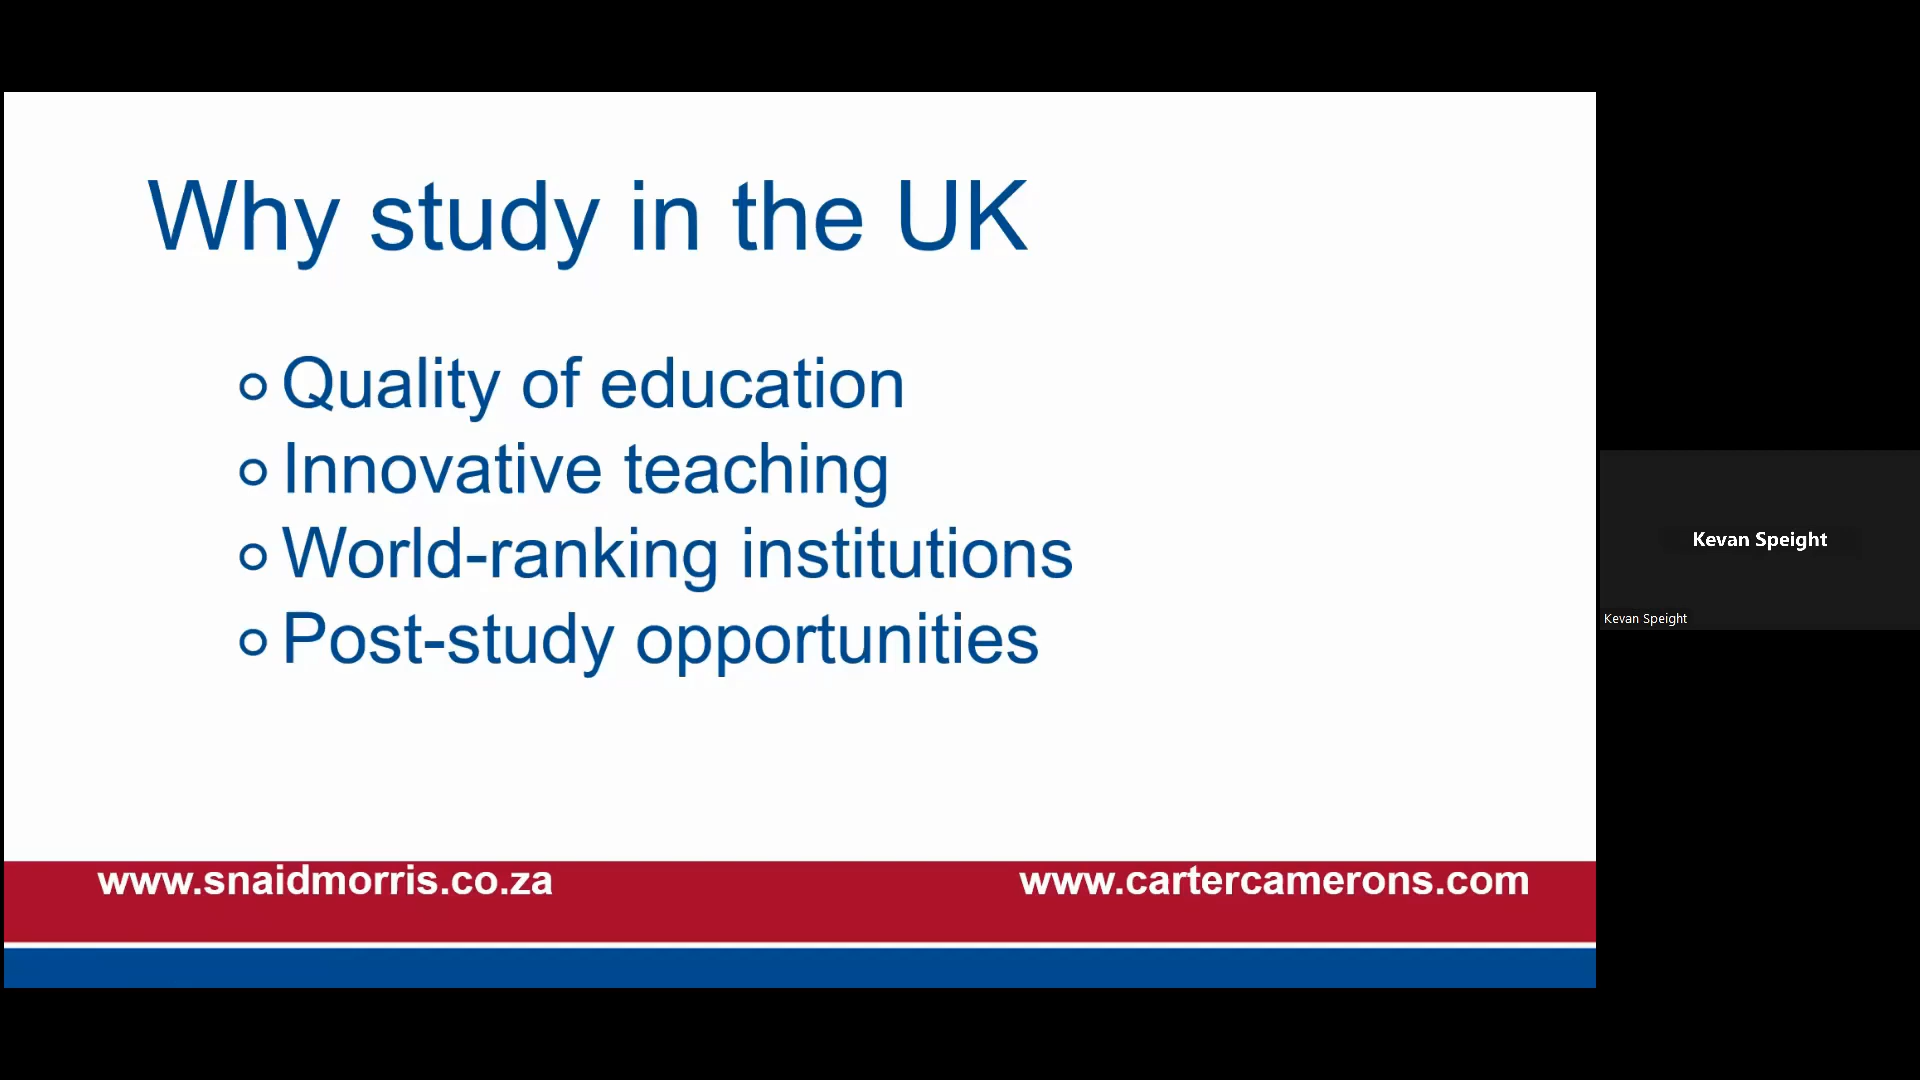 Why study in the UK
Quality of education
Innovative teaching
World-ranking institutions
Post-study opportunities
www.snaidmorris.co.za
www.cartercamerons.com
Kevan Speight
Kevan Speight